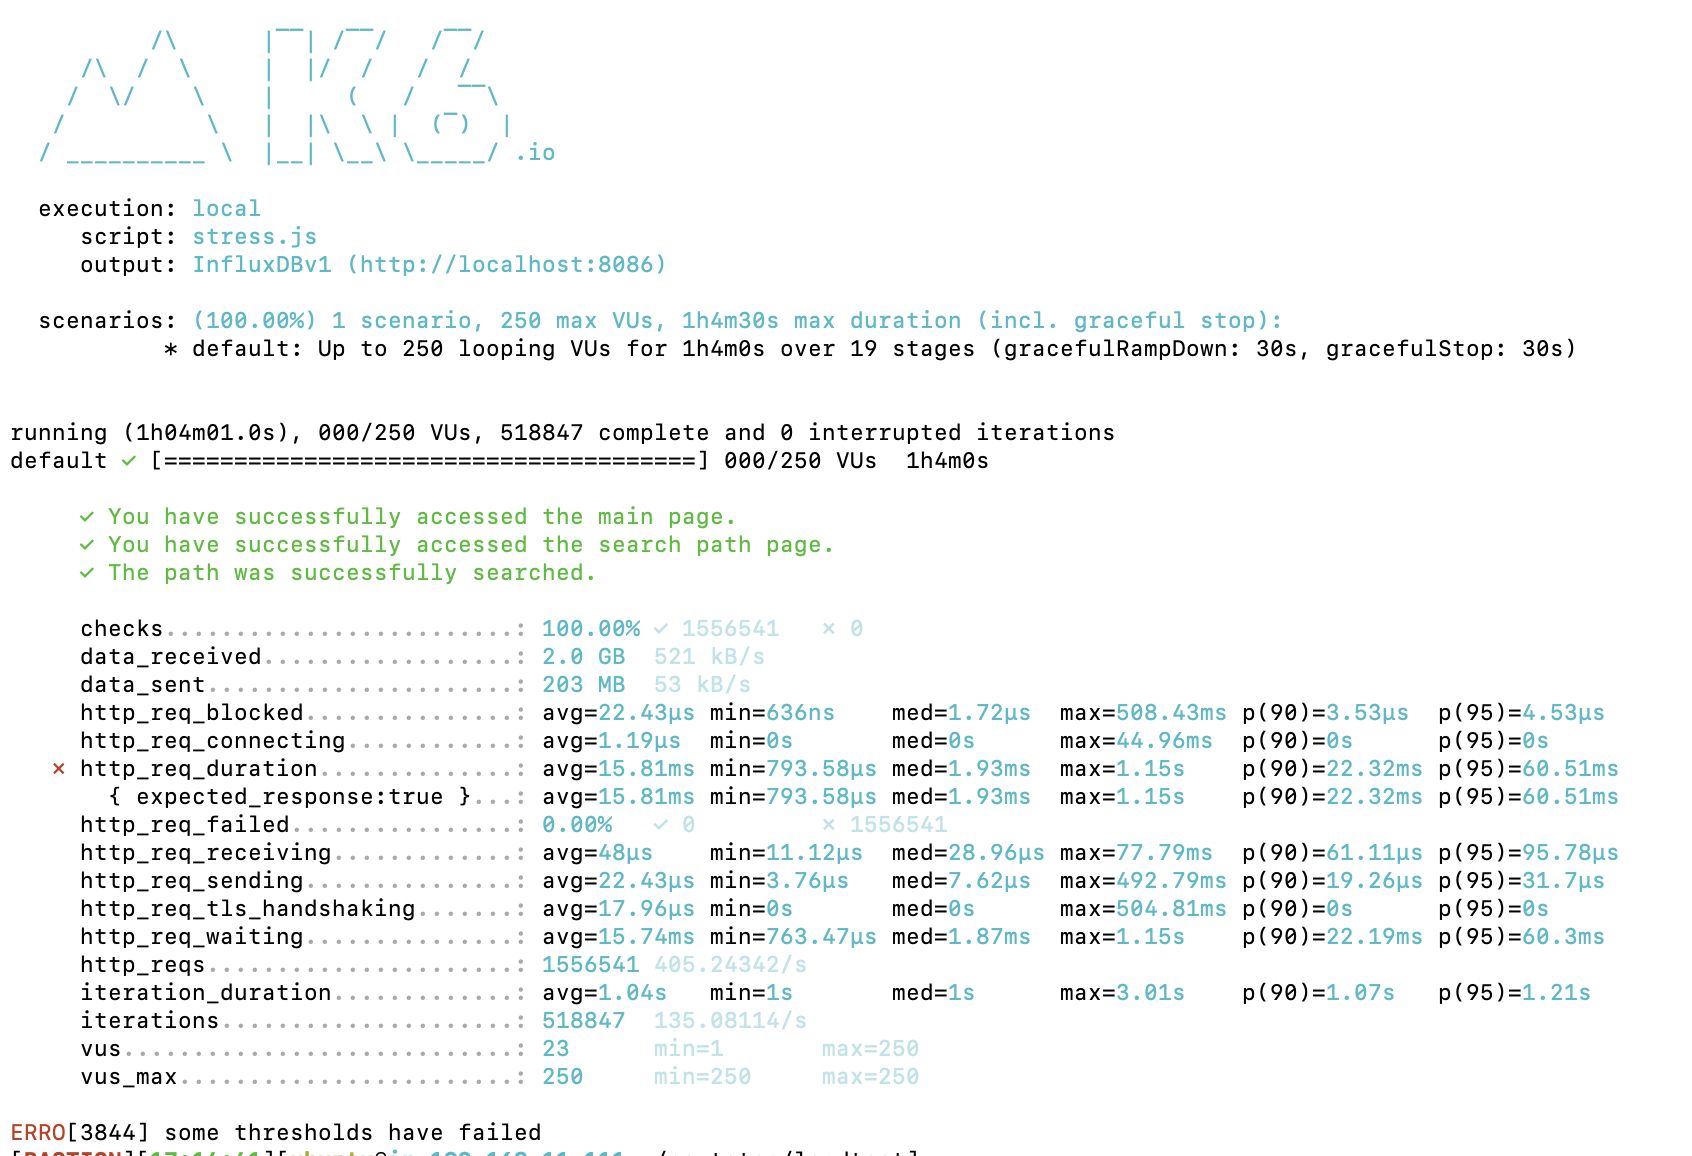 .io
execution: local
script: stress.js
output: InfluxDBv1 (http://localhost:8086)
scenarios: (100.00%) 1 scenario, 250 max VUs, 1h4m30s max duration (incl. graceful stop):
* default: Up to 250 looping VUs for 1h4m0s over 19 stages (gracefulRampDown: 30s, gracefulStop: 30s)
running (1h04m01.0s), 000/250 VUs, 518847 complete and 0 interrupted iterations
default ✓ [======================================] 000/250 VUs  1h4m0s
✓ You have successfully accessed the main page.
✓ You have successfully accessed the search path page.
✓ The path was successfully searched.
checks.........................: 100.00% ✓ 1556541   ✗ 0
data_received..................: 2.0 GB  521 kB/s
data_sent......................: 203 MB  53 kB/s
http_req_blocked...............: avg=22.43µs min=636ns    med=1.72µs  max=508.43ms p(90)=3.53µs  p(95)=4.53µs
http_req_connecting............: avg=1.19µs  min=0s       med=0s      max=44.96ms  p(90)=0s      p(95)=0s
✗ http_req_duration..............: avg=15.81ms min=793.58µs med=1.93ms  max=1.15s    p(90)=22.32ms p(95)=60.51ms
{ expected_response:true }...: avg=15.81ms min=793.58µs med=1.93ms  max=1.15s    p(90)=22.32ms p(95)=60.51ms
http_req_failed................: 0.00%   ✓ 0         ✗ 1556541
http_req_receiving.............: avg=48µs    min=11.12µs  med=28.96µs max=77.79ms  p(90)=61.11µs p(95)=95.78µs
http_req_sending...............: avg=22.43µs min=3.76µs   med=7.62µs  max=492.79ms p(90)=19.26µs p(95)=31.7µs
http_req_tls_handshaking.......: avg=17.96µs min=0s       med=0s      max=504.81ms p(90)=0s      p(95)=0s
http_req_waiting...............: avg=15.74ms min=763.47µs med=1.87ms  max=1.15s    p(90)=22.19ms p(95)=60.3ms
http_reqs......................: 1556541 405.24342/s
iteration_duration.............: avg=1.04s   min=1s       med=1s      max=3.01s    p(90)=1.07s   p(95)=1.21s
iterations.....................: 518847  135.08114/s
vus............................: 23      min=1       max=250
vus_max........................: 250     min=250     max=250
ERRO[3844] some thresholds have failed